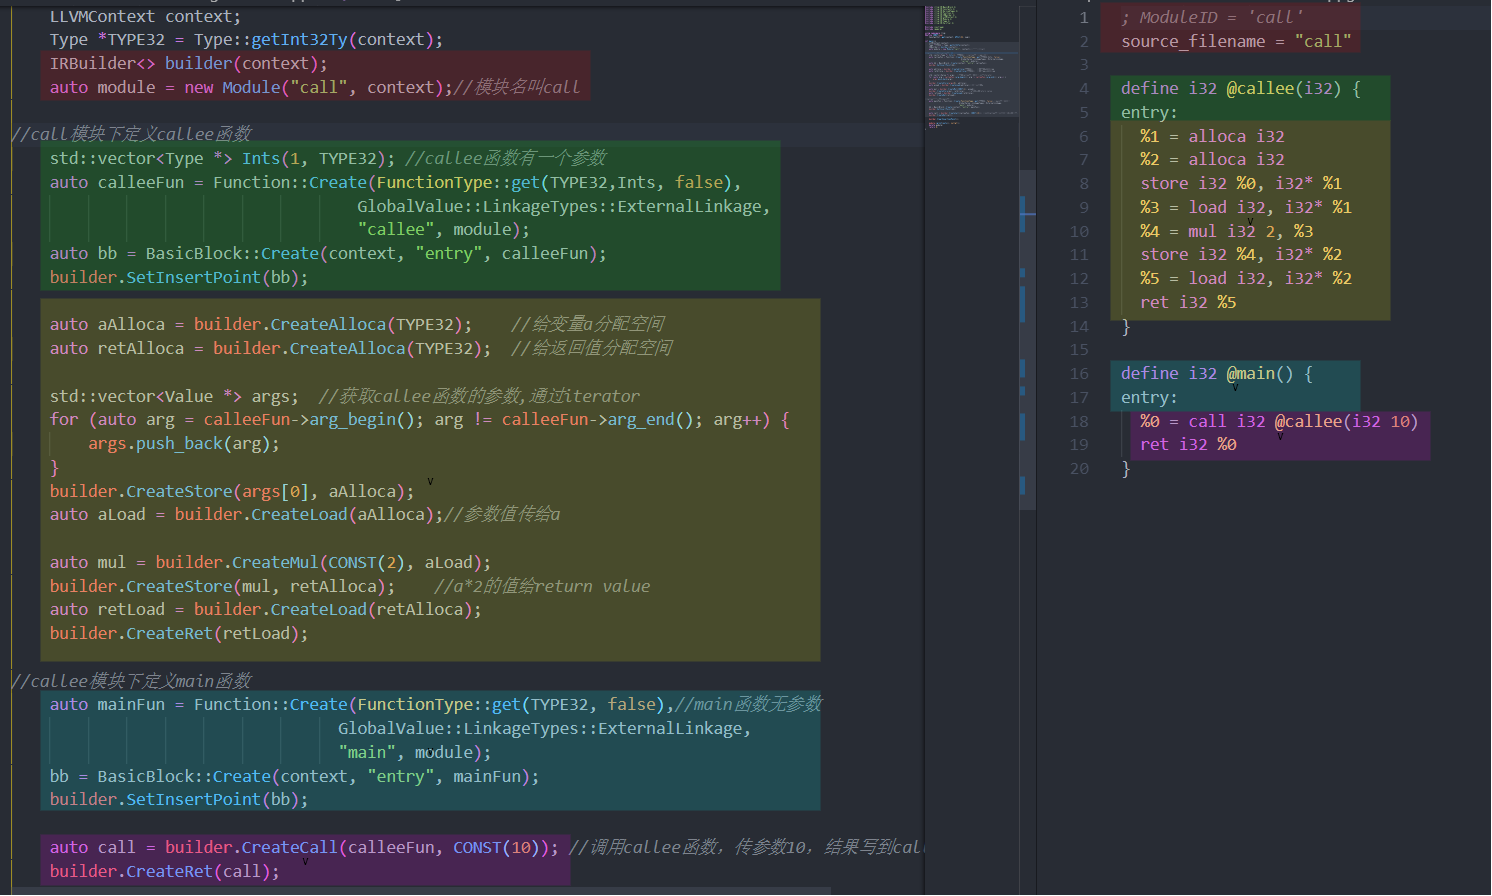 LLVMContext context;
Type *TYPE32 = Type::getInt32Ty(context);
IRBuilder<> builder(context);
auto module = new Module("call", context);//模块名叫call
//call模块下定义callee函数
std::vector<Type *> Ints(1, TYPE32); //callee函数有一个参数
auto calleeFun = Function::Create(FunctionType::get(TYPE32,Ints, false),
GlobalValue::LinkageTypes::ExternalLinkage,
"callee", module);
auto bb = BasicBlock::Create(context, "entry", calleeFun);
builder.SetInsertPoint(bb);
auto aAlloca = builder.CreateAlloca(TYPE32);    //给变量a分配空间
auto retAlloca = builder.CreateAlloca(TYPE32);  //给返回值分配空间
std::vector<Value *> args;  //获取callee函数的参数,通过iterator
for (auto arg = calleeFun->arg_begin(); arg != calleeFun->arg_end(); arg++) {
args.push_back(arg);
}
builder.CreateStore(args[0], aAlloca);
auto aLoad = builder.CreateLoad(aAlloca);//参数值传给a
auto mul = builder.CreateMul(CONST(2), aLoad);
builder.CreateStore(mul, retAlloca);    //a*2的值给return value
auto retLoad = builder.CreateLoad(retAlloca);
builder.CreateRet(retLoad);
//callee模块下定义main函数
auto mainFun = Function::Create(FunctionType::get(TYPE32, false),//main函数无参数
GlobalValue::LinkageTypes::ExternalLinkage,
"main", module);
bb = BasicBlock::Create(context, "entry", mainFun);
builder.SetInsertPoint(bb);
auto call = builder.CreateCall(calleeFun, CONST(10)); //调用callee函数，传参数10，结果写到cal
builder.CreateRet(call);
1 ; ModuleID = 'call'
2 source_filename = "call"
3
4 define i32 @callee(i32) {
5 entry:
6 %1 = alloca i32
7 %2 = alloca i32
8 store i32 %0, i32* %1
9 %3 = load i32, i32* %1
10 %4 = mul i32 2, %3
11 store i32 %4, i32* %2
12 %5 = load i32, i32* %2
13 ret i32 %5
14 }
15
16 define i32 @main() {
17 entry:
18 %0 = call i32 @callee(i32 10)
19 ret i32 %0
20 }